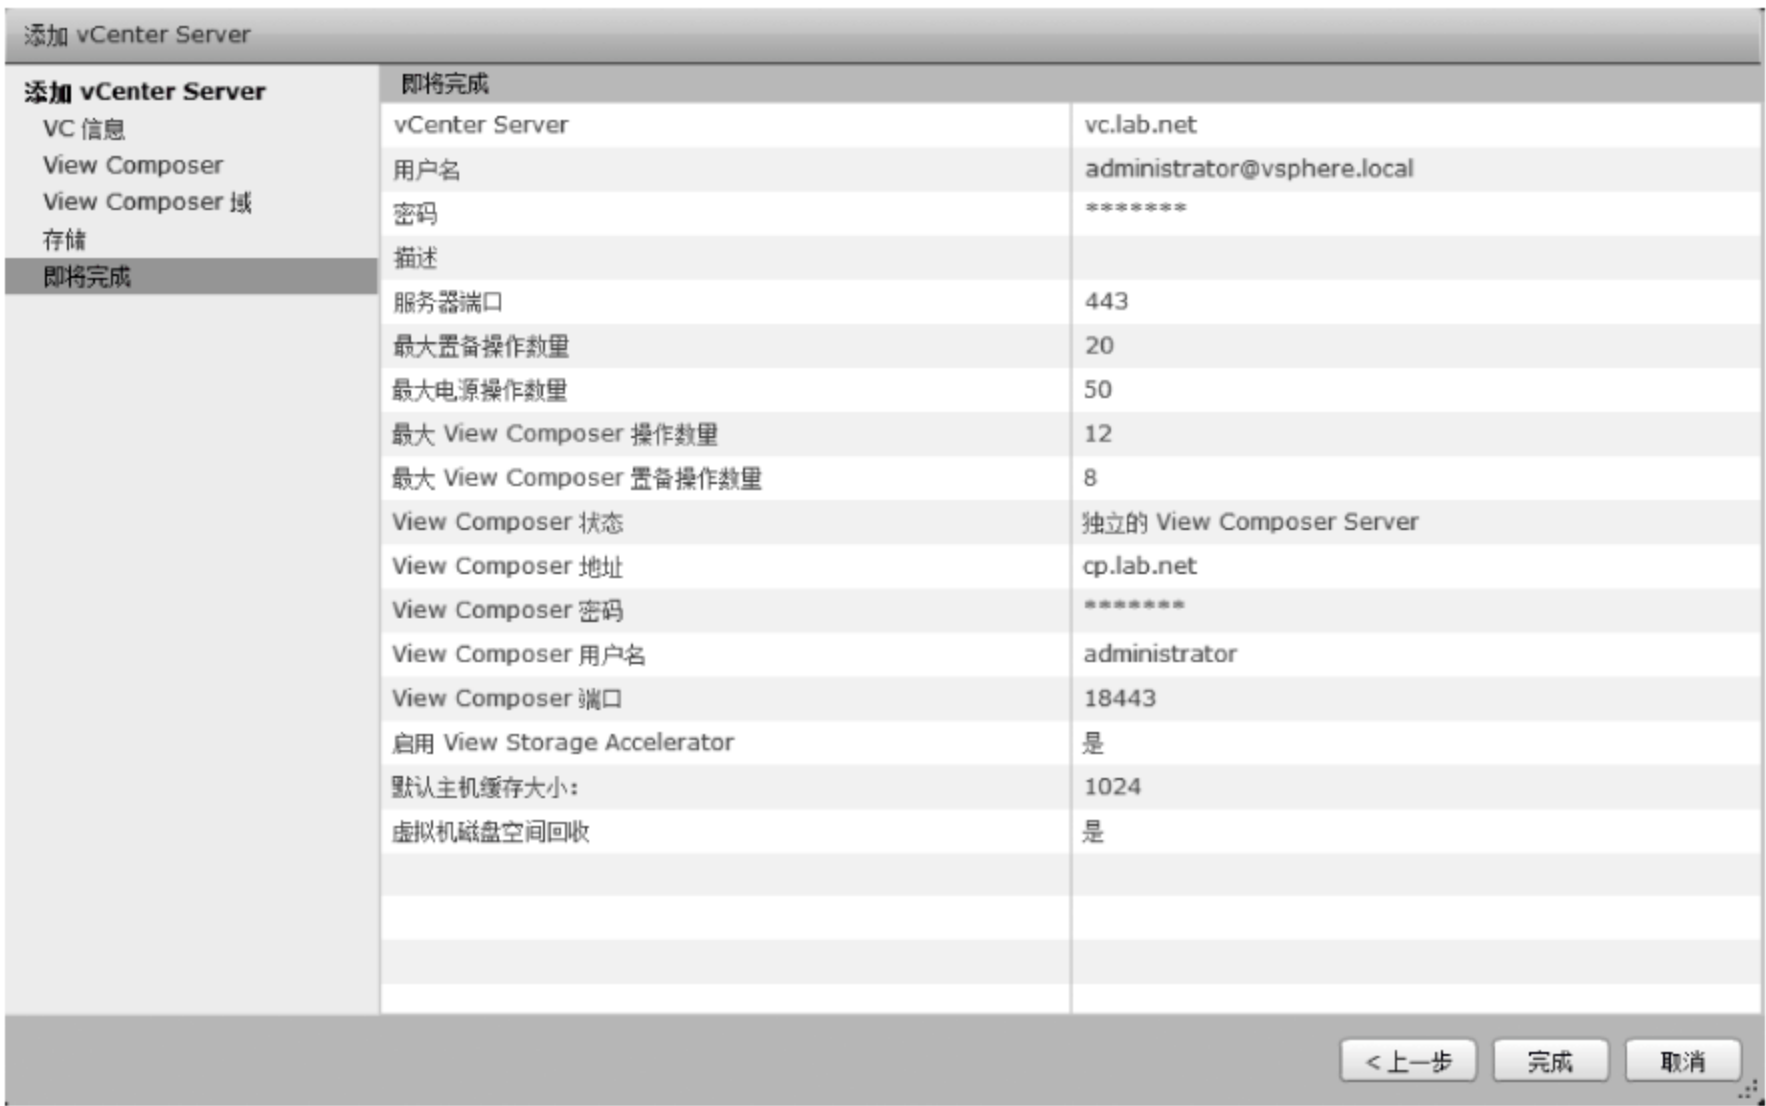 添加 vCenter Server
添加 vCenter Server
VC 信息
View Composer
View Composer 域
存储
即将完成
即将完成
vCenter Server vc.lab.net
用户名 administrator@vsphere.local
密码 *******
描述
服务器端口 443
最大置备操作数量 20
最大电源操作数量 50
最大 View Composer 操作数量 12
最大 View Composer 置备操作数量 8
View Composer 状态 独立的 View Composer Server
View Composer 地址 cp.lab.net
View Composer 密码 *******
View Composer 用户名 administrator
View Composer 端口 18443
启用 View Storage Accelerator 是
默认主机缓存大小: 1024
虚拟机磁盘空间回收 是
<上一步 完成 取消